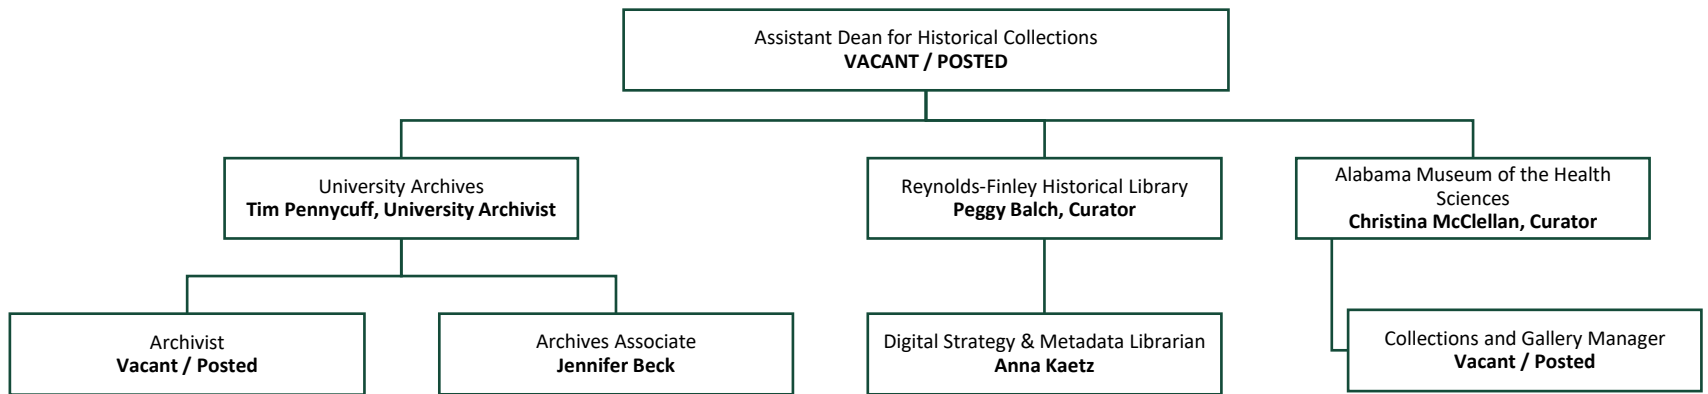 Assistant Dean for Historical Collections
VACANT / POSTED
University Archives
Tim Pennycuff, University Archivist
Reynolds-Finley Historical Library
Peggy Balch, Curator
Alabama Museum of the Health
Sciences
Christina McClellan, Curator
Archivist
Vacant / Posted
Archives Associate
Jennifer Beck
Digital Strategy & Metadata Librarian
Anna Kaetz
Collections and Gallery Manager
Vacant / Posted